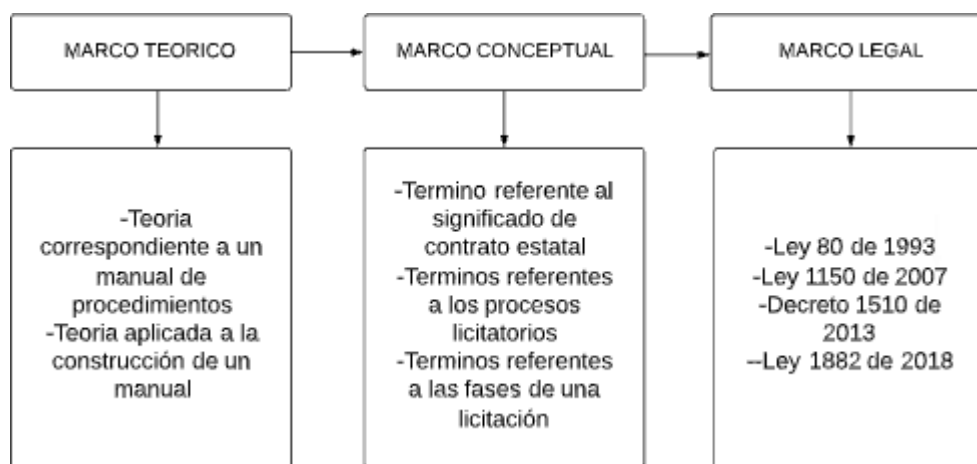 MARCO TEORICO
MARCO CONCEPTUAL
MARCO LEGAL
-Teoria
correspondiente a un
manual de
procedimientos
-Teoria aplicada a la
construcción de un
manual
-Termino referente al
significado de
contrato estatal
-Terminos referentes
a los procesos
licitatorios
-Terminos referentes
a las fases de una
licitación
-Ley 80 de 1993
-Ley 1150 de 2007
-Decreto 1510 de
2013
--Ley 1882 de 2018